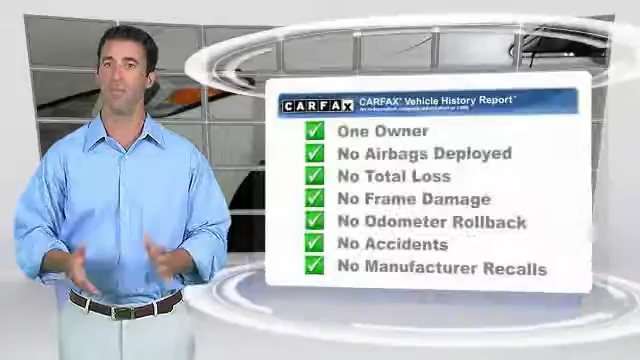 CARFAX CARFAX Vehicle History Report™
One Owner
No Airbags Deployed
No Total Loss
No Frame Damage
No Odometer Rollback
No Accidents
No Manufacturer Recalls